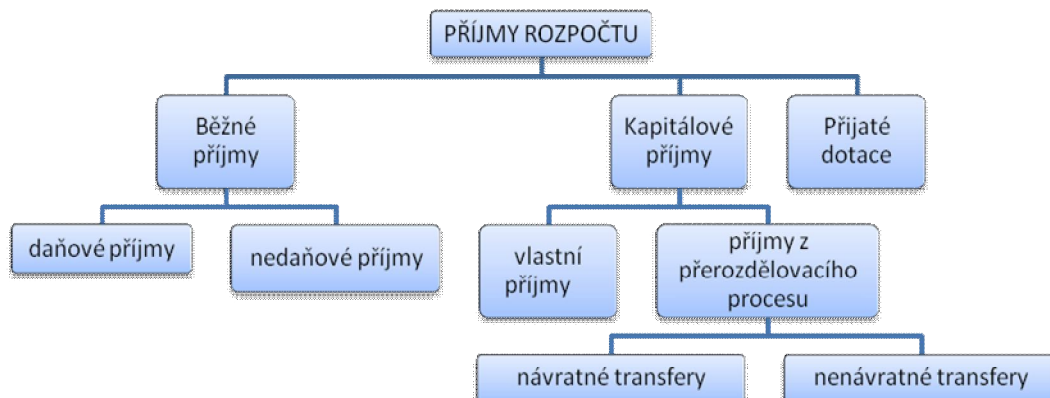 PŘÍJMY ROZPOČTU
Běžné
příjmy
Kapitálové
příjmy
Přijaté
dotace
daňové příjmy
nedaňové příjmy
vlastní
příjmy
příjmy z
přerozdělovacího
procesu
návratné transfery
nenávratné transfery